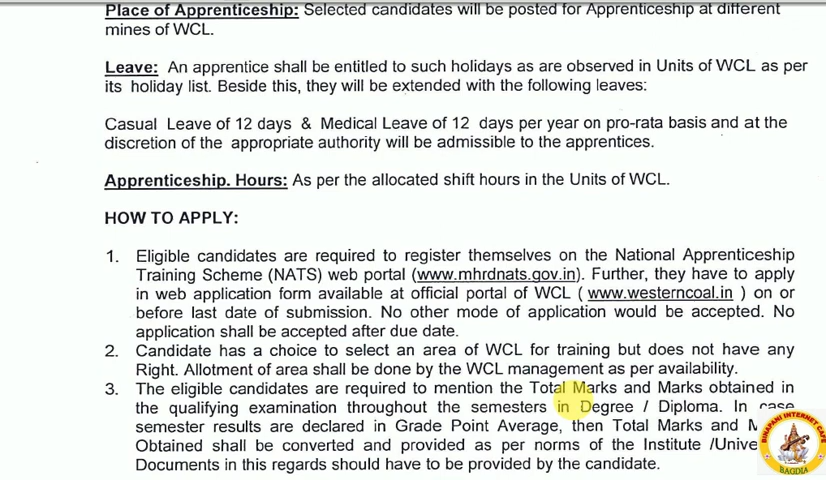 Place of Apprenticeship: Selected candidates will be posted for Apprenticeship at different
mines of WCL.
Leave: An apprentice shall be entitled to such holidays as are observed in Units of WCL as per
its holiday list. Beside this, they will be extended with the following leaves:
Casual Leave of 12 days & Medical Leave of 12 days per year on pro-rata basis and at the
discretion of the appropriate authority will be admissible to the apprentices.
Apprenticeship. Hours: As per the allocated shift hours in the Units of WCL.
HOW TO APPLY:
1. Eligible candidates are required to register themselves on the National Apprenticeship
Training Scheme (NATS) web portal (www.mhrdnats.gov.in). Further, they have to apply
in web application form available at official portal of WCL ( www.westerncoal.in ) on or
before last date of submission. No other mode of application would be accepted. No
application shall be accepted after due date.
2. Candidate has a choice to select an area of WCL for training but does not have any
Right. Allotment of area shall be done by the WCL management as per availability.
3. The eligible candidates are required to mention the Total Marks and Marks obtained in
the qualifying examination throughout the semesters in Degree / Diploma. In case
semester results are declared in Grade Point Average, then Total Marks and M
Obtained shall be converted and provided as per norms of the Institute /Unive
Documents in this regards should have to be provided by the candidate.
BINAPANI INTERNET CAFE
BAGDIA